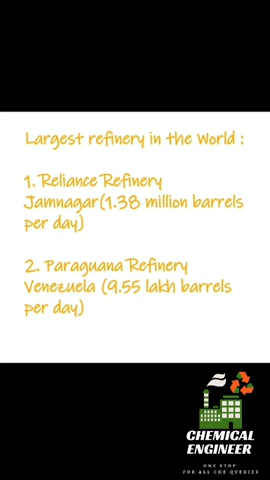 Largest refinery in the World :
1. Reliance Refinery
Jamnagar(1.38 million barrels
per day)
2. Paraguana Refinery
Venezuela (9.55 lakh barrels
per day)
CHEMICAL
ENGINEER
ONE STOP
FOR ALL CHE QUERIES